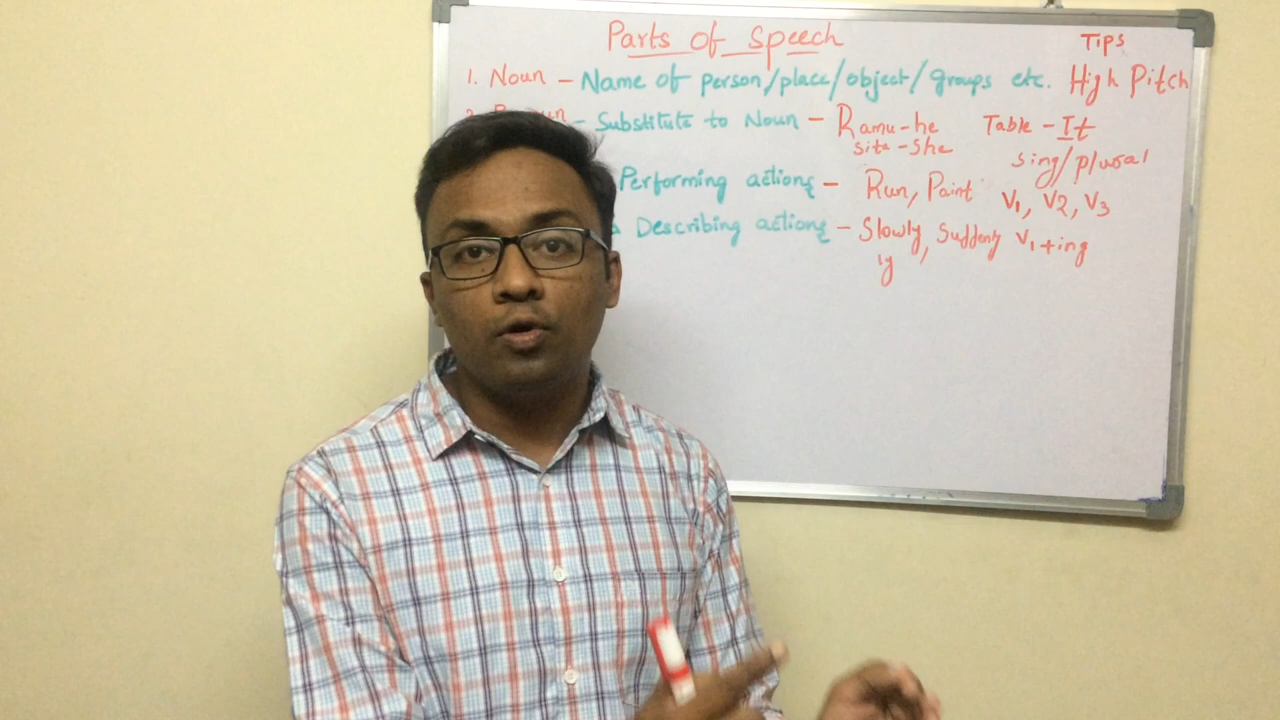 Parts of Speech
TIPS
1. Noun - Name of person/place/object/groups etc. High Pitch
- Substitute to Noun - Ramu-he Table - It
sita - She
sing/plural
Performing actions - Run, Paint V1, V2, V3
Describing actions - Slowly, Suddenly V1+ing
ly